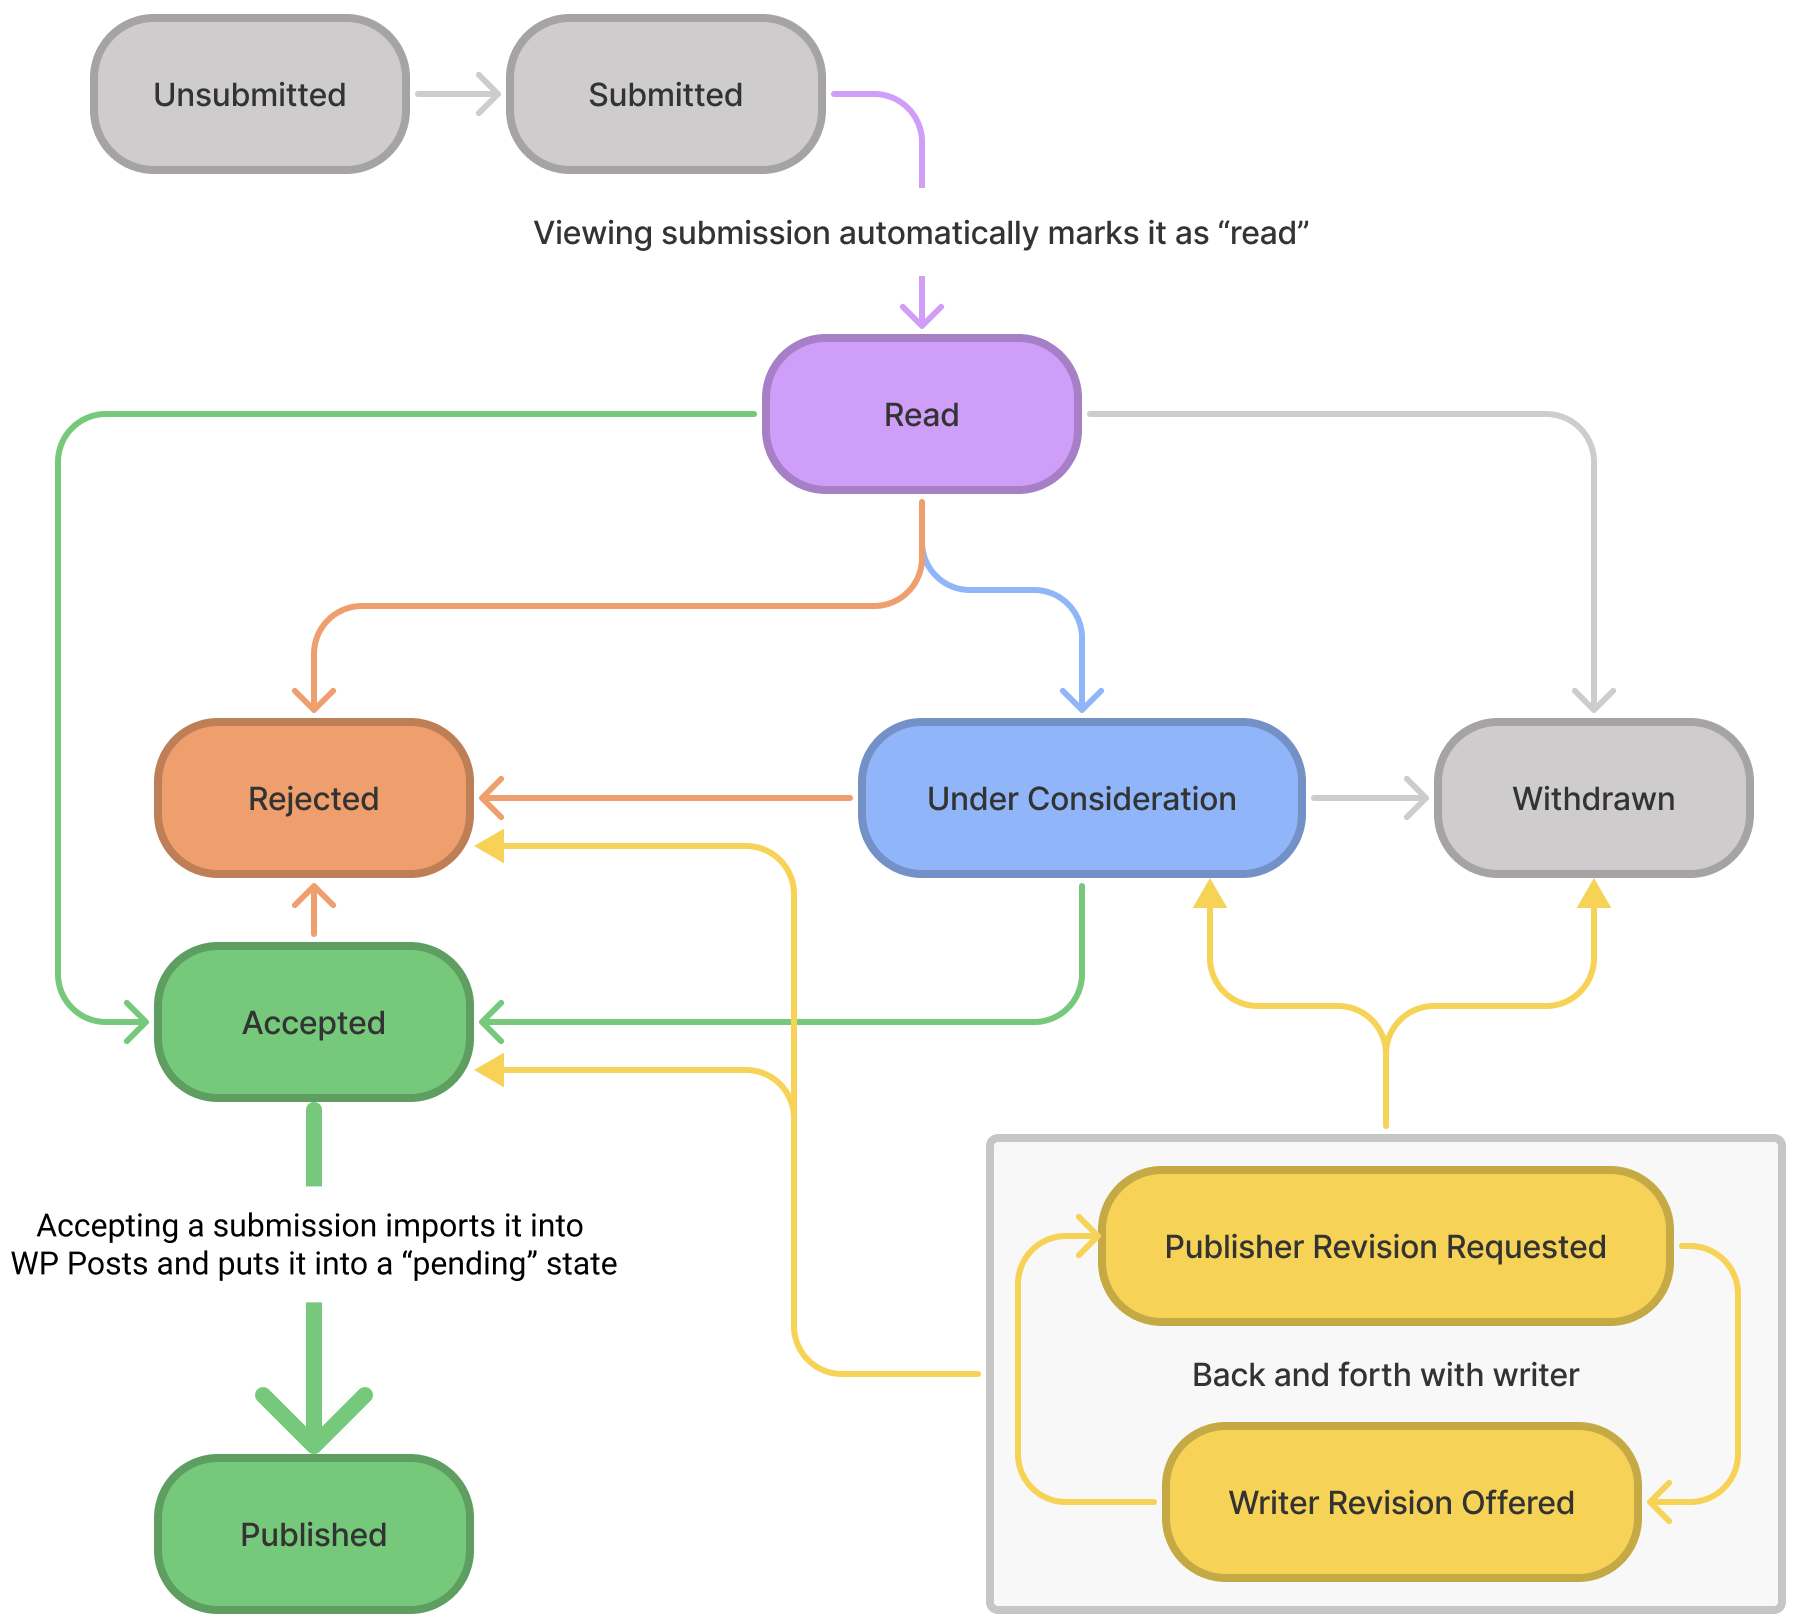 Unsubmitted
Submitted
Viewing submission automatically marks it as “read”
Read
Rejected
Under Consideration
Withdrawn
Accepted
Accepting a submission imports it into
WP Posts and puts it into a “pending” state
Publisher Revision Requested
Back and forth with writer
Writer Revision Offered
Published